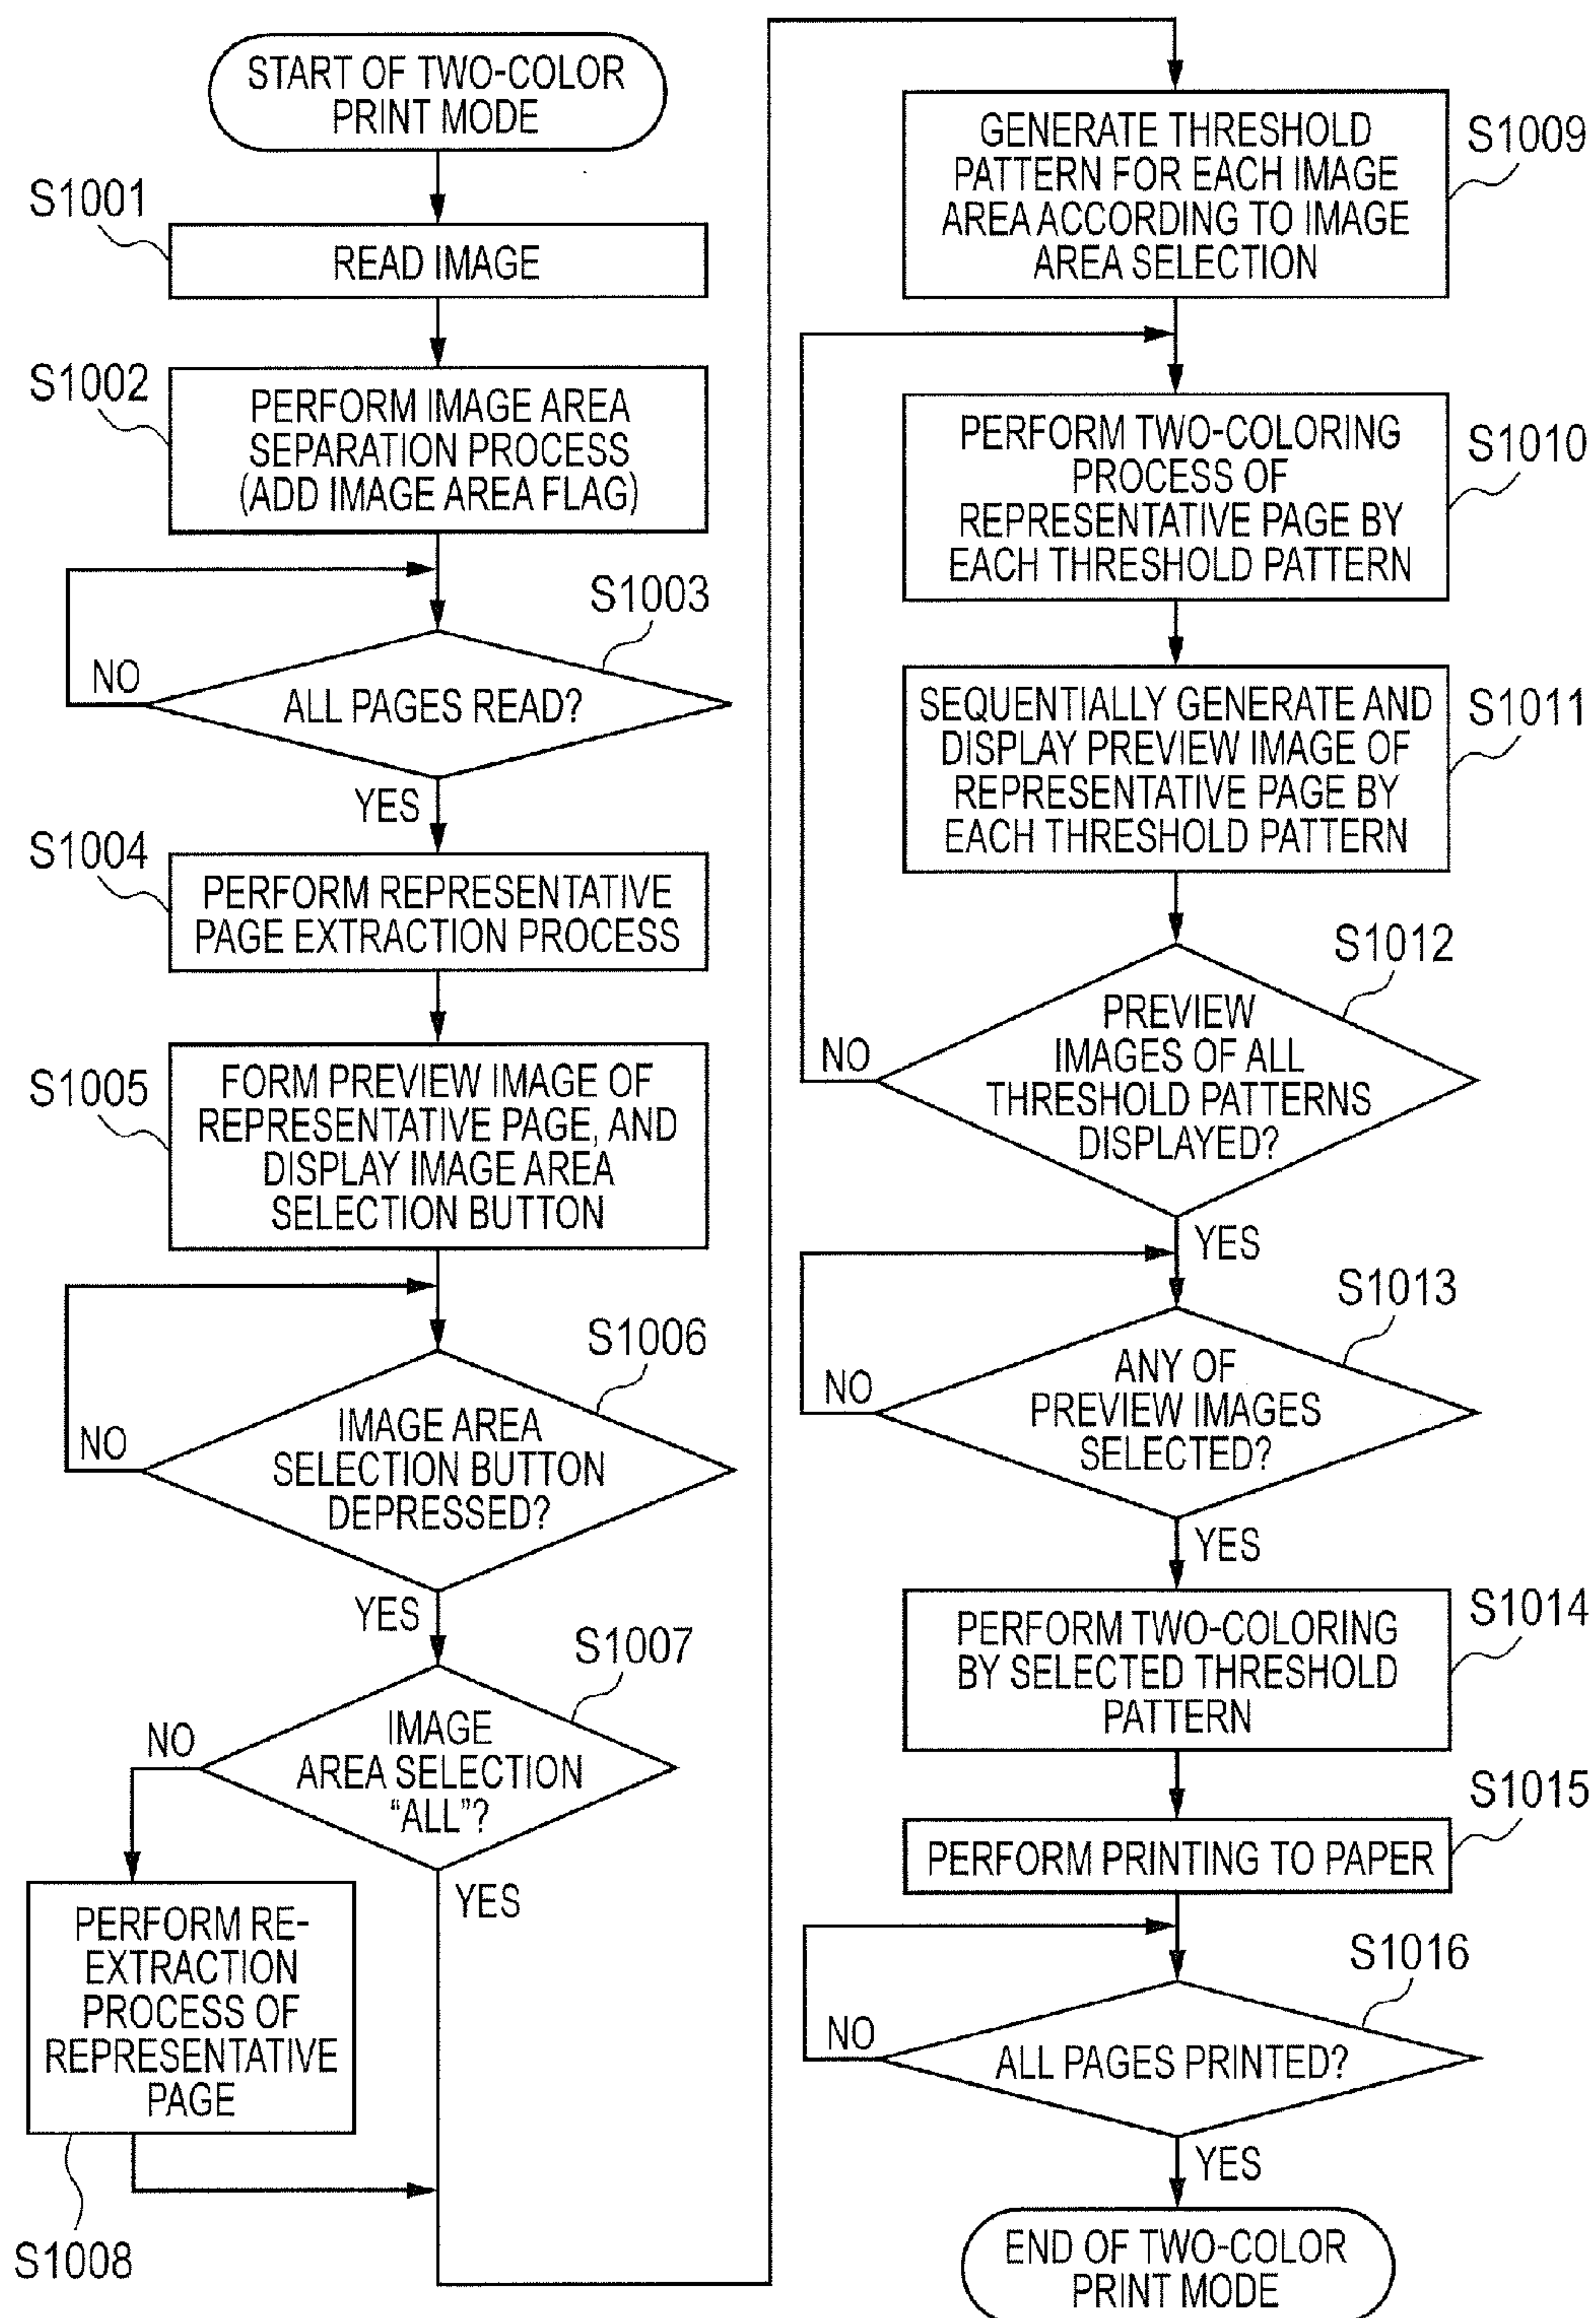 START OF TWO-COLOR
PRINT MODE
S1001
READ IMAGE
S1002
PERFORM IMAGE AREA
SEPARATION PROCESS
(ADD IMAGE AREA FLAG)
S1003
NO
ALL PAGES READ?
YES
S1004
PERFORM REPRESENTATIVE
PAGE EXTRACTION PROCESS
S1005
FORM PREVIEW IMAGE OF
REPRESENTATIVE PAGE, AND
DISPLAY IMAGE AREA
SELECTION BUTTON
S1006
NO
IMAGE AREA
SELECTION BUTTON
DEPRESSED?
YES
S1007
NO
IMAGE
AREA SELECTION
“ALL”?
YES
PERFORM RE-
EXTRACTION
PROCESS OF
REPRESENTATIVE
PAGE
S1008
GENERATE THRESHOLD
PATTERN FOR EACH IMAGE
AREA ACCORDING TO IMAGE
AREA SELECTION
S1009
PERFORM TWO-COLORING
PROCESS OF
REPRESENTATIVE PAGE BY
EACH THRESHOLD PATTERN
S1010
SEQUENTIALLY GENERATE AND
DISPLAY PREVIEW IMAGE OF
REPRESENTATIVE PAGE BY
EACH THRESHOLD PATTERN
S1011
S1012
NO
PREVIEW
IMAGES OF ALL
THRESHOLD PATTERNS
DISPLAYED?
YES
S1013
NO
ANY OF
PREVIEW IMAGES
SELECTED?
YES
PERFORM TWO-COLORING
BY SELECTED THRESHOLD
PATTERN
S1014
S1015
PERFORM PRINTING TO PAPER
S1016
NO
ALL PAGES PRINTED?
YES
END OF TWO-COLOR
PRINT MODE